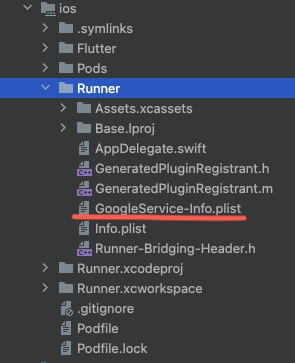 ios
.symlinks
Flutter
Pods
Runner
Assets.xcassets
Base.lproj
AppDelegate.swift
GeneratedPluginRegistrant.h
GeneratedPluginRegistrant.m
GoogleService-Info.plist
Info.plist
Runner-Bridging-Header.h
Runner.xcodeproj
Runner.xcworkspace
.gitignore
Podfile
Podfile.lock